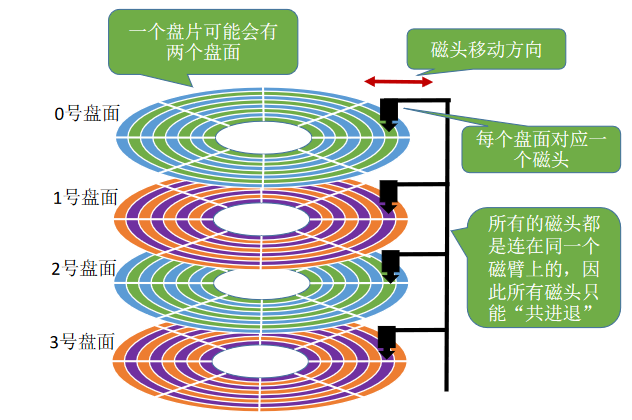 一个盘片可能会有
两个盘面
磁头移动方向
0号盘面
每个盘面对应一
个磁头
1号盘面
所有的磁头都
是连在同一个
磁臂上的，因
此所有磁头只
能“共进退”
2号盘面
3号盘面